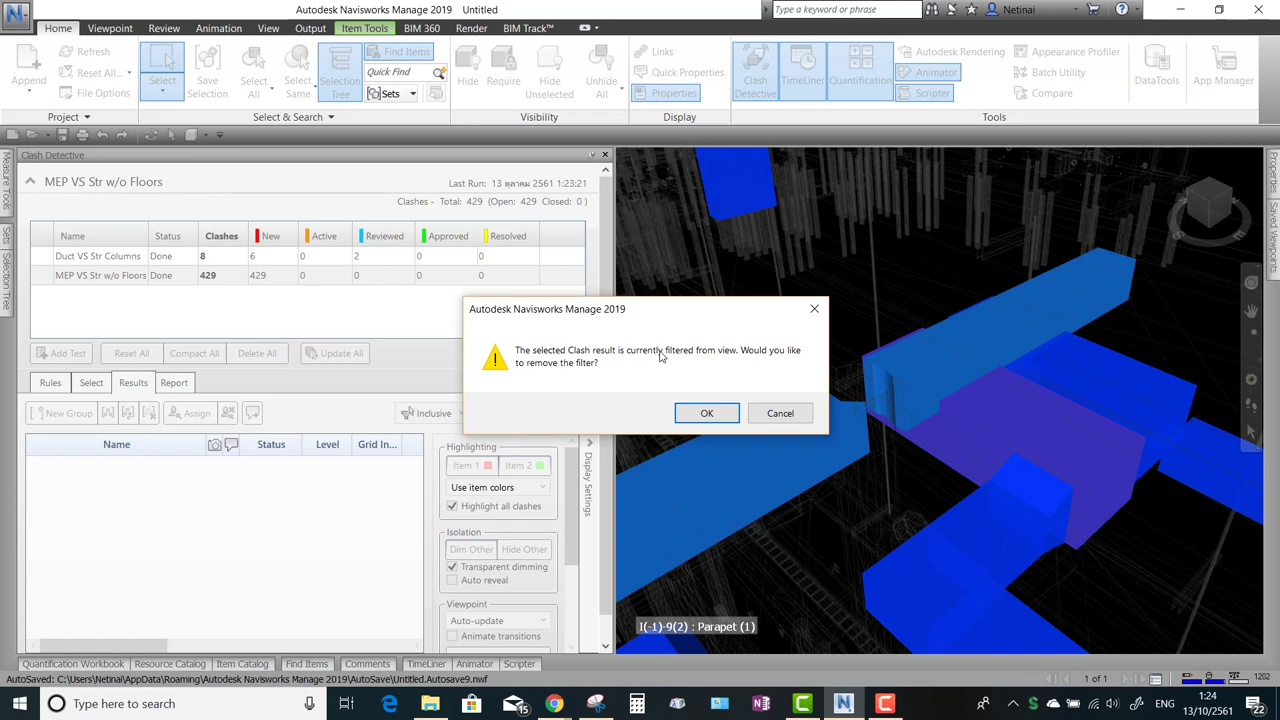 Autodesk Navisworks Manage 2019 Untitled
Type a keyword or phrase
Netinai
Home Viewpoint Review Animation View Output Item Tools BIM 360 Render BIM Track™
Append
Refresh
Reset All...
File Options
Project
Select
Save Selection
Select All
Select Same
Selection Tree
Find Items
Quick Find
Sets
Select & Search
Hide
Require
Hide Unselected
Unhide All
Visibility
Links
Quick Properties
Properties
Display
Clash Detective
TimeLiner
Quantification
Autodesk Rendering
Animator
Scripter
Appearance Profiler
Batch Utility
Compare
DataTools
App Manager
Tools
Measure Tools
Sets
Selection Tree
Properties
Saved Viewpoints
Clash Detective
MEP VS Str w/o Floors
Last Run: 13 ตุลาคม 2561 1:23:21
Clashes - Total: 429 (Open: 429 Closed: 0 )
Name Status Clashes New Active Reviewed Approved Resolved
Duct VS Str Columns Done 8 6 0 2 0 0
MEP VS Str w/o Floors Done 429 429 0 0 0 0
Add Test Reset All Compact All Delete All Update All
Rules Select Results Report
New Group Assign Inclusive
Name Status Level Grid In...
Highlighting
Item 1 Item 2
Use item colors
Highlight all clashes
Isolation
Dim Other Hide Other
Transparent dimming
Auto reveal
Viewpoint
Auto-update
Animate transitions
Display Settings
Autodesk Navisworks Manage 2019
The selected Clash result is currently filtered from view. Would you like
to remove the filter?
OK Cancel
I(-1)-9(2) : Parapet (1)
Quantification Workbook Resource Catalog Item Catalog Find Items Comments TimeLiner Animator Scripter
AutoSaved: C:\Users\Netinai\AppData\Roaming\Autodesk Navisworks Manage 2019\AutoSave\Untitled.Autosave9.nwf
1 of 1
1202
Type here to search
15
ENG
1:24
13/10/2561